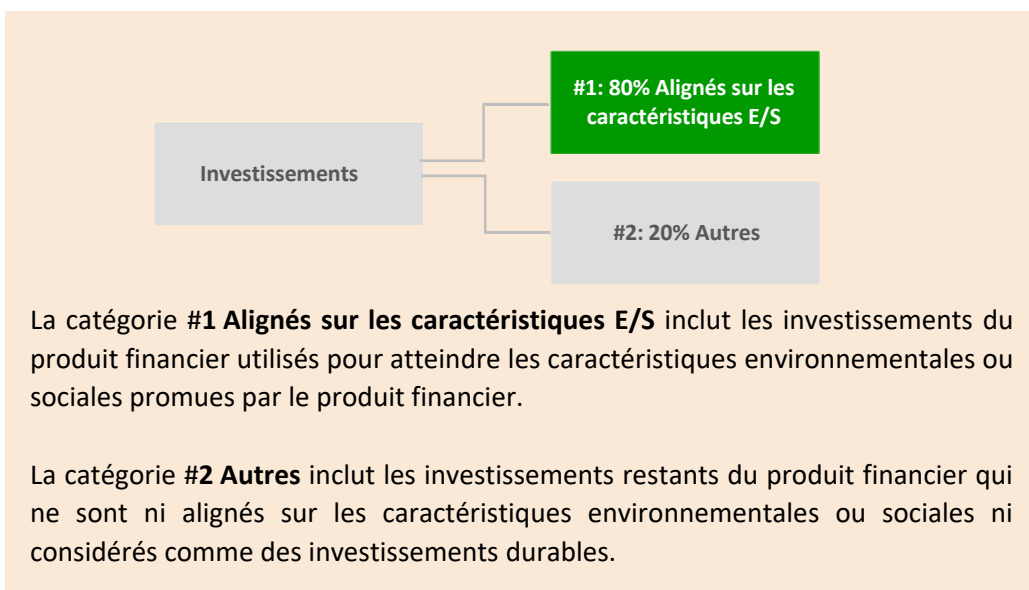 #1: 80% Alignés sur les
caractéristiques E/S
Investissements
#2: 20% Autres
La catégorie #1 Alignés sur les caractéristiques E/S inclut les investissements du
produit financier utilisés pour atteindre les caractéristiques environnementales ou
sociales promues par le produit financier.
La catégorie #2 Autres inclut les investissements restants du produit financier qui
ne sont ni alignés sur les caractéristiques environnementales ou sociales ni
considérés comme des investissements durables.